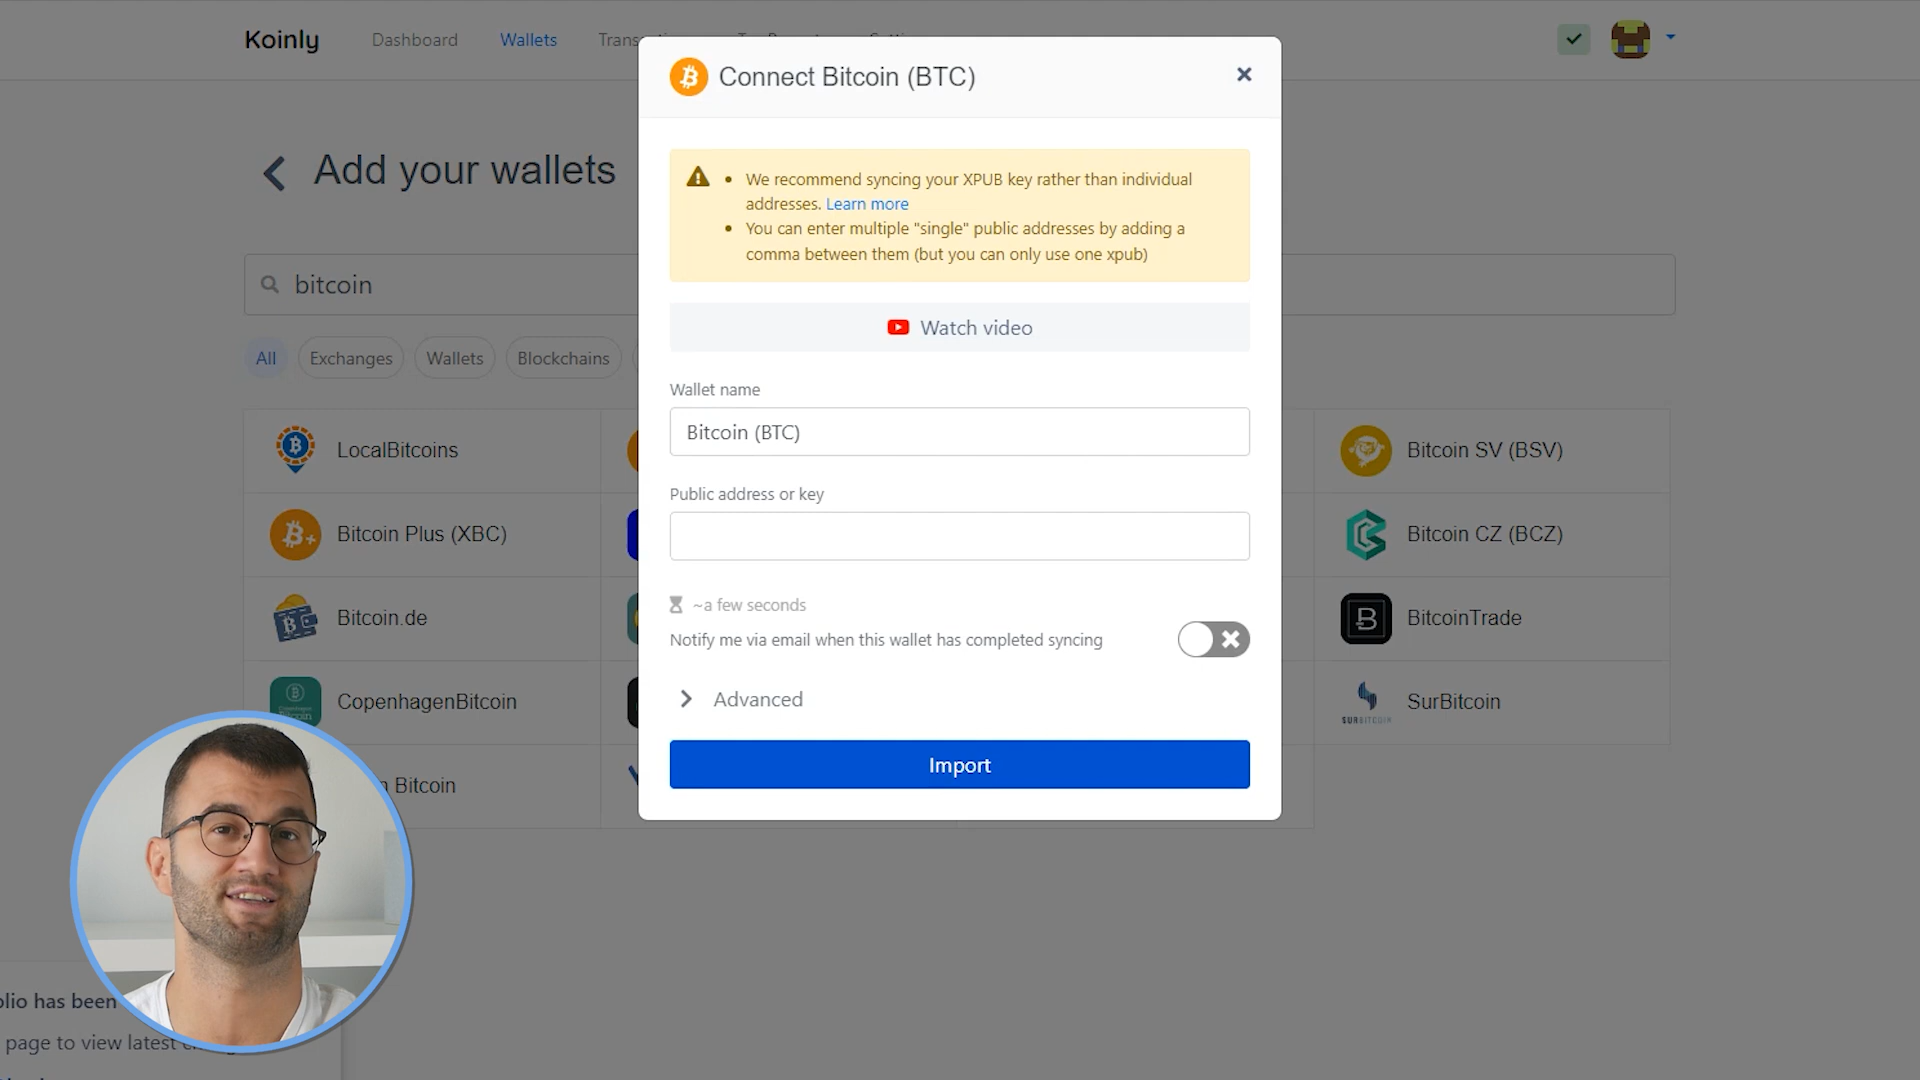 Koinly
Dashboard
Wallets
Connect Bitcoin (BTC)
Add your wallets
We recommend syncing your XPUB key rather than individual
addresses. Learn more
You can enter multiple "single" public addresses by adding a
comma between them (but you can only use one xpub)
bitcoin
Watch video
All
Exchanges
Wallets
Blockchains
Wallet name
Bitcoin (BTC)
LocalBitcoins
Bitcoin SV (BSV)
Public address or key
Bitcoin Plus (XBC)
Bitcoin CZ (BCZ)
~a few seconds
Notify me via email when this wallet has completed syncing
Bitcoin.de
BitcoinTrade
Advanced
CopenhagenBitcoin
SURBITCOIN
SurBitcoin
Import
Bitcoin
has been
page to view latest